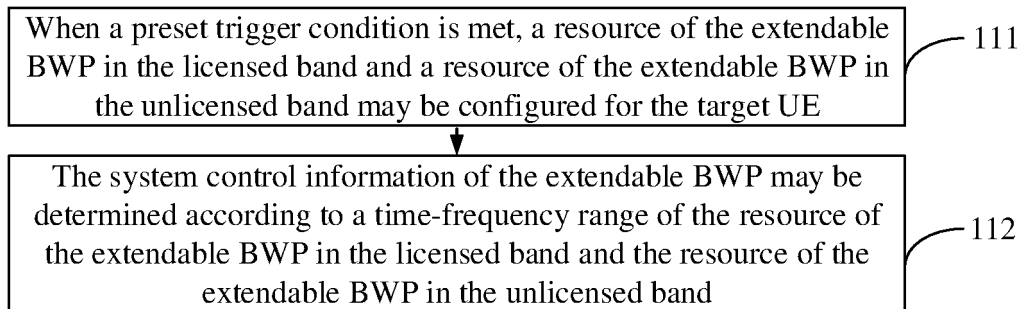 When a preset trigger condition is met, a resource of the extendable
BWP in the licensed band and a resource of the extendable BWP in
the unlicensed band may be configured for the target UE
111
The system control information of the extendable BWP may be
determined according to a time-frequency range of the resource of
the extendable BWP in the licensed band and the resource of the
extendable BWP in the unlicensed band
112